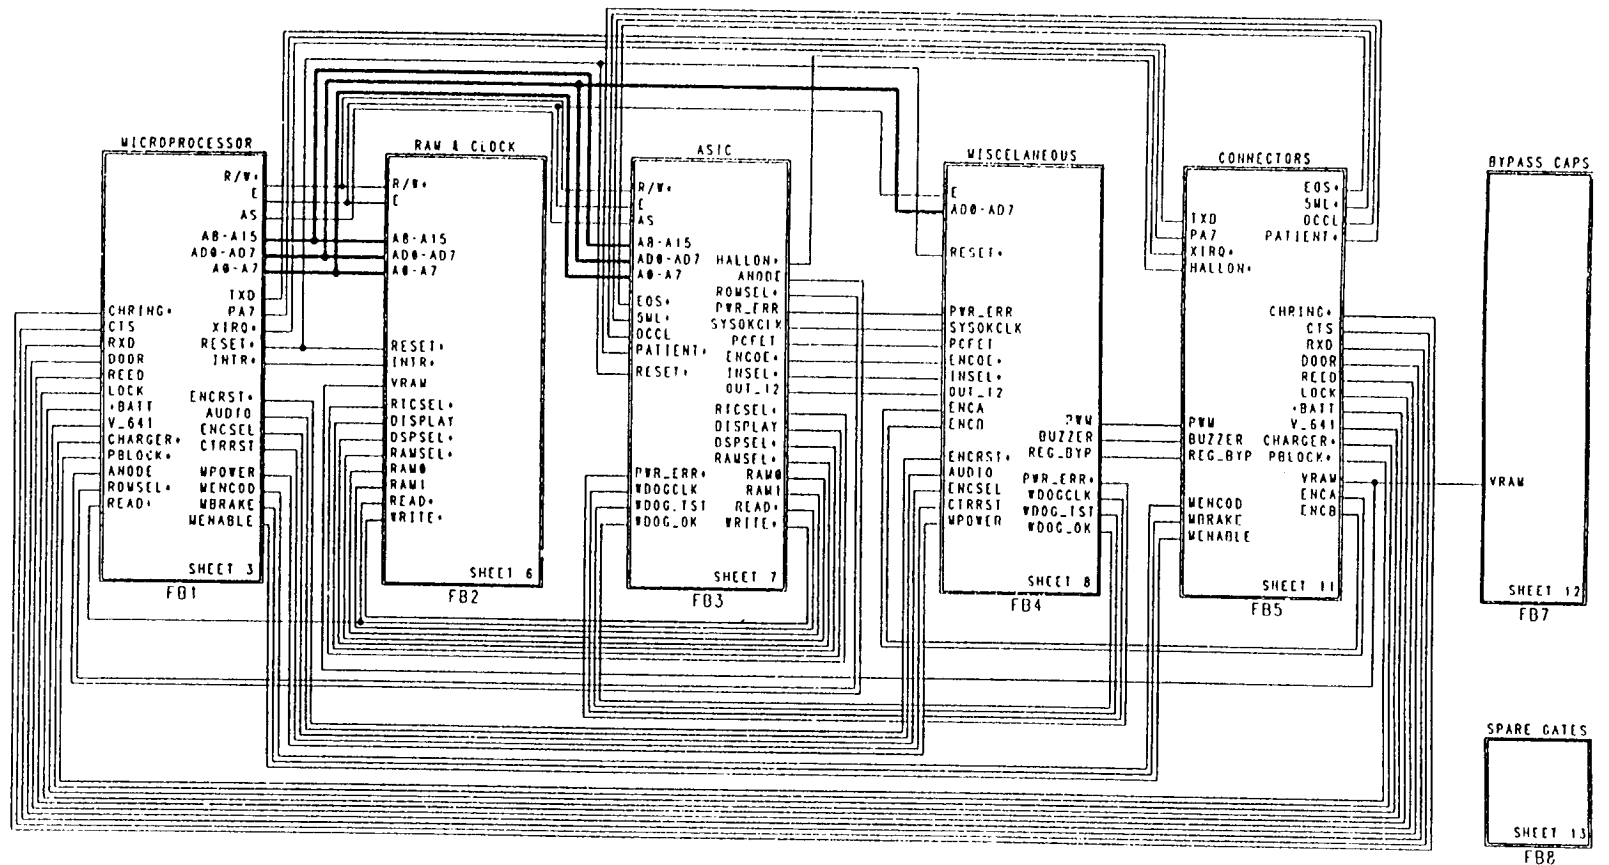 MICROPROCESSOR
R/W*
E
AS
A8-A15
AD0-AD7
A0-A7
TXD
PA7
XIRQ*
RESET*
INTR*
ENCRST*
AUDIO
ENCSEL
CTRRST
MPOWER
MENCOD
MBRAKE
MENABLE
CHRING*
CTS
RXD
DOOR
REED
LOCK
+BATT
V_641
CHARGER*
PBLOCK*
ANODE
ROMSEL*
READ*
SHEET 3
FB1
RAM & CLOCK
R/W*
E
A8-A15
AD0-AD7
A0-A7
RESET*
INTR*
VRAM
RTCSEL*
DISPLAY
DSPSEL*
RAMSEL*
RAM0
RAM1
READ*
WRITE*
SHEET 6
FB2
ASIC
R/W*
E
AS
A8-A15
AD0-AD7
A0-A7
EOS*
5ML*
OCCL
PATIENT*
RESET*
PWR_ERR*
WDOGCLK
WDOG_TST
WDOG_OK
HALLON*
ANODE
ROMSEL*
PWR_ERR
SYSOKCLK
PCFET
ENCOE*
INSEL*
OUT_12
RTCSEL*
DISPLAY
DSPSEL*
RAMSEL*
RAM0
RAM1
READ*
WRITE*
SHEET 7
FB3
MISCELANEOUS
E
AD0-AD7
RESET*
PWR_ERR
SYSOKCLK
PCFET
ENCOE*
INSEL*
OUT_12
ENCA
ENCB
ENCRST*
AUDIO
ENCSEL
CTRRST
MPOWER
PWM
BUZZER
REG_BYP
PWR_ERR*
WDOGCLK
WDOG_TST
WDOG_OK
SHEET 8
FB4
CONNECTORS
EOS*
5ML*
OCCL
PATIENT*
TXD
PA7
XIRQ*
HALLON*
PWM
BUZZER
REG_BYP
MENCOD
MBRAKE
MENABLE
CHRING*
CTS
RXD
DOOR
REED
LOCK
+BATT
V_641
CHARGER*
PBLOCK*
VRAM
ENCA
ENCB
SHEET 11
FB5
BYPASS CAPS
VRAM
SHEET 12
FB7
SPARE GATES
SHEET 13
FB8